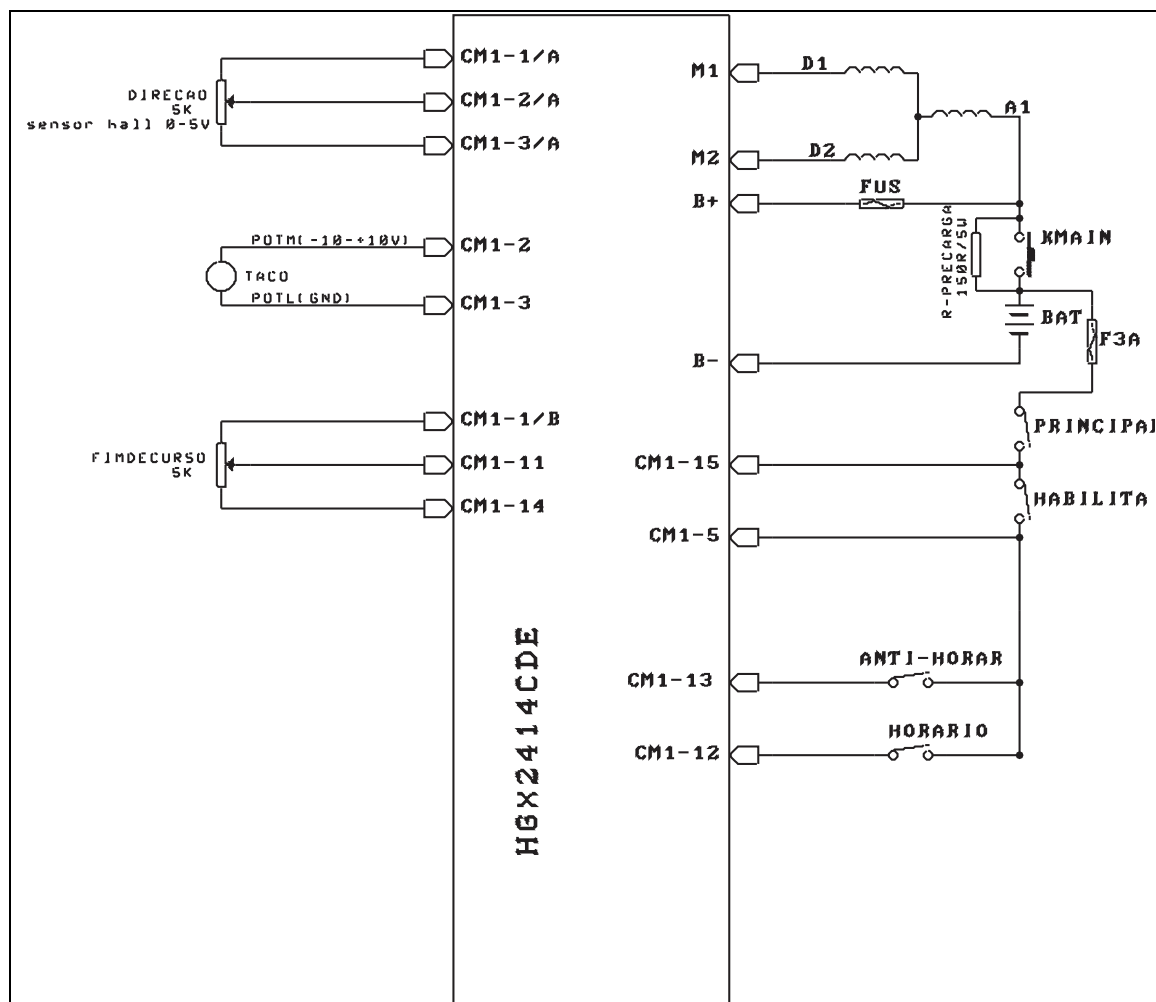 CM1-1/A
DIRECAO
5K
sensor hall 0-5V
CM1-2/A
CM1-3/A
POTM(-10-+10V)
CM1-2
TACO
POTL(GND)
CM1-3
CM1-1/B
FIMDECURSO
5K
CM1-11
CM1-14
HGX2414CDE
M1
D1
A1
M2
D2
B+
FUS
R-PRECARGA
150R/5W
KMAIN
BAT
F3A
B-
PRINCIPAL
CM1-15
HABILITA
CM1-5
ANTI-HORAR
CM1-13
HORARIO
CM1-12